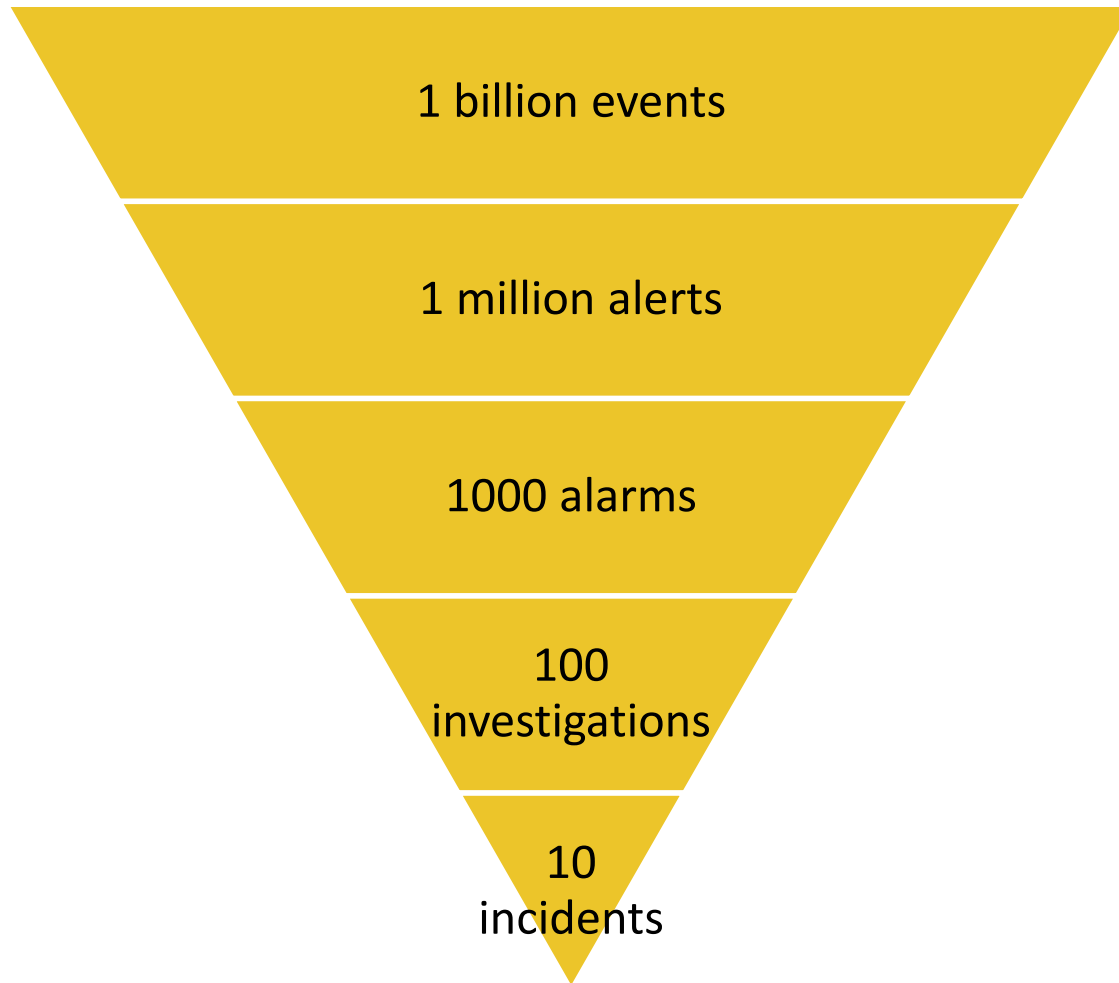 1 billion events
1 million alerts
1000 alarms
100
investigations
10
incidents